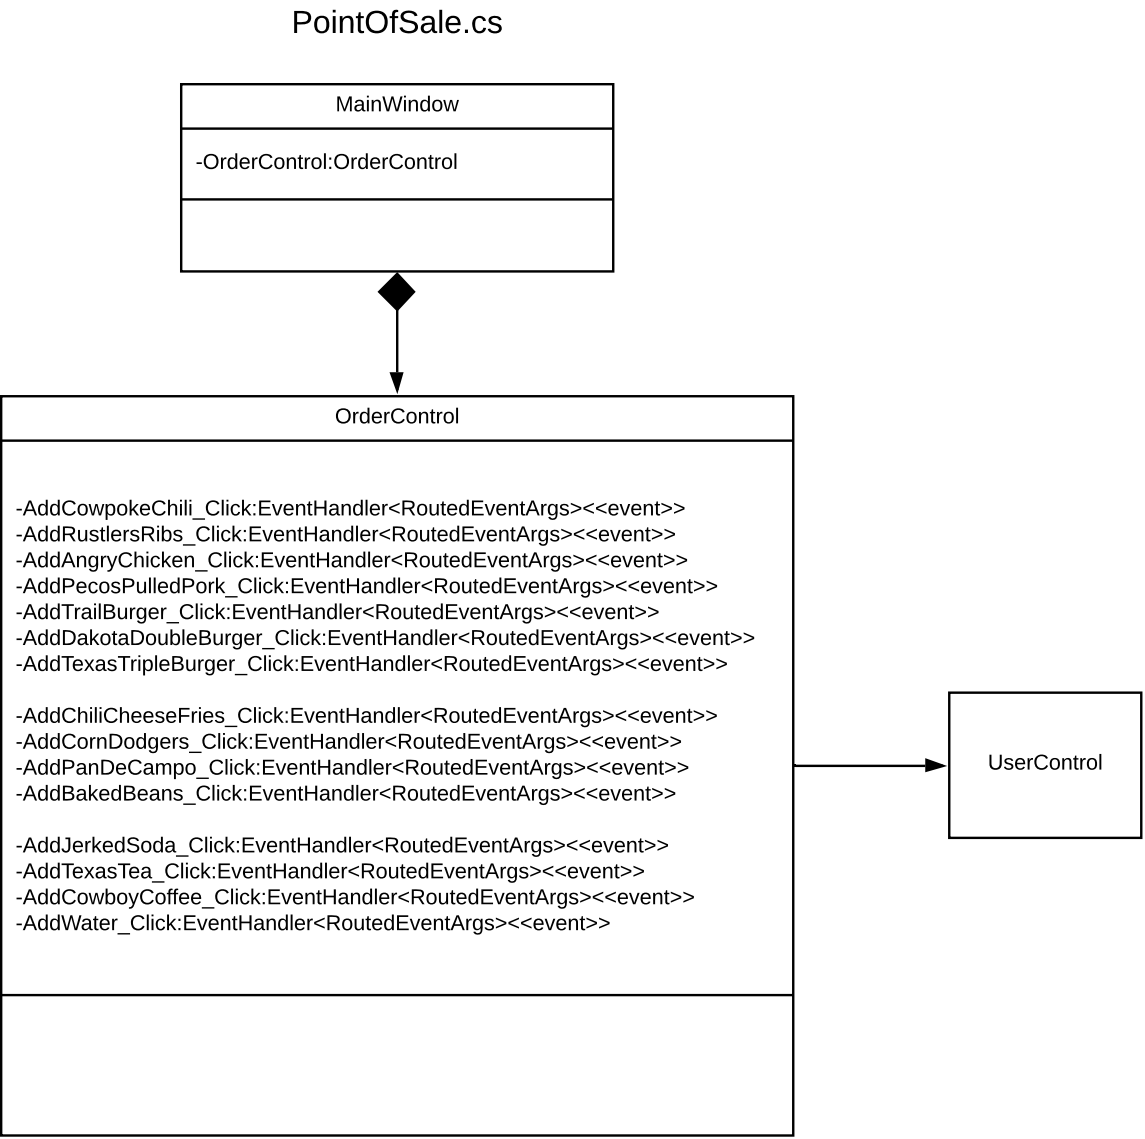 PointOfSale.cs
MainWindow
-OrderControl:OrderControl
OrderControl
-AddCowpokeChili_Click:EventHandler<RoutedEventArgs><<event>>
-AddRustlersRibs_Click:EventHandler<RoutedEventArgs><<event>>
-AddAngryChicken_Click:EventHandler<RoutedEventArgs><<event>>
-AddPecosPulledPork_Click:EventHandler<RoutedEventArgs><<event>>
-AddTrailBurger_Click:EventHandler<RoutedEventArgs><<event>>
-AddDakotaDoubleBurger_Click:EventHandler<RoutedEventArgs><<event>>
-AddTexasTripleBurger_Click:EventHandler<RoutedEventArgs><<event>>
-AddChiliCheeseFries_Click:EventHandler<RoutedEventArgs><<event>>
-AddCornDodgers_Click:EventHandler<RoutedEventArgs><<event>>
-AddPanDeCampo_Click:EventHandler<RoutedEventArgs><<event>>
-AddBakedBeans_Click:EventHandler<RoutedEventArgs><<event>>
-AddJerkedSoda_Click:EventHandler<RoutedEventArgs><<event>>
-AddTexasTea_Click:EventHandler<RoutedEventArgs><<event>>
-AddCowboyCoffee_Click:EventHandler<RoutedEventArgs><<event>>
-AddWater_Click:EventHandler<RoutedEventArgs><<event>>
UserControl